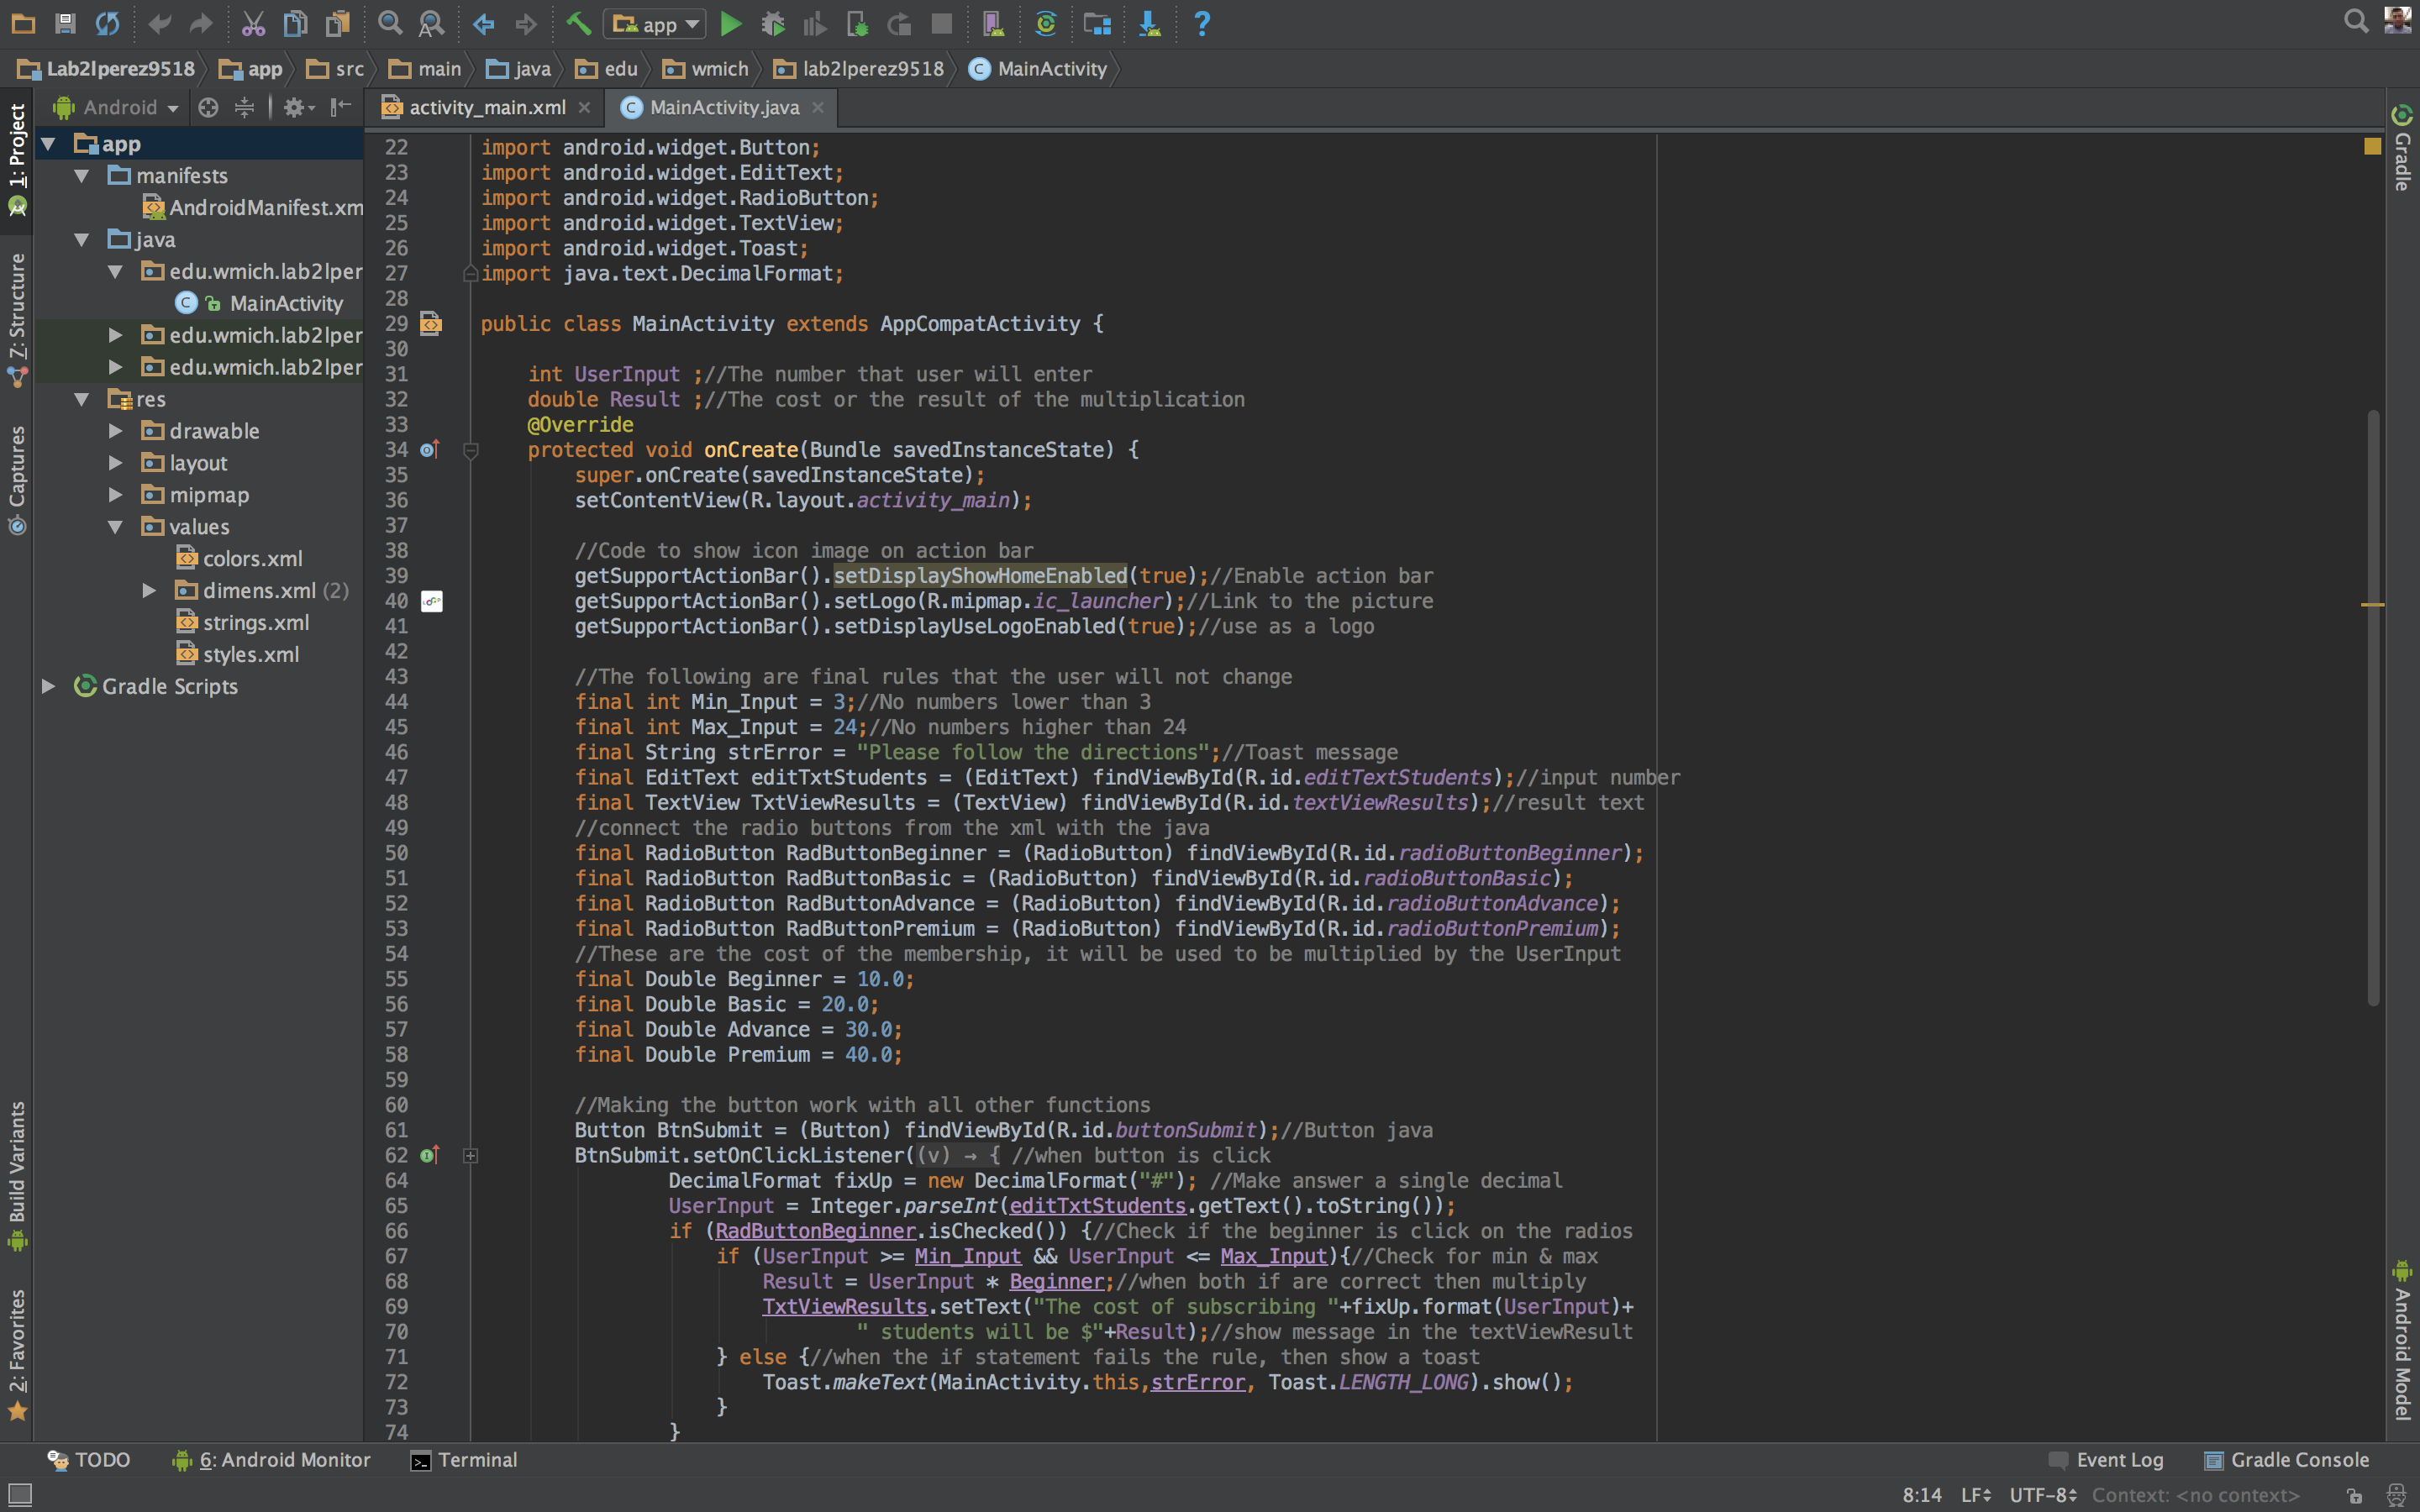 app
Lab2lperez9518 app src main java edu wmich lab2lperez9518 MainActivity
1: Project
7: Structure
Captures
Build Variants
2: Favorites
Android
app
manifests
AndroidManifest.xm
java
edu.wmich.lab2lper
MainActivity
edu.wmich.lab2lper
edu.wmich.lab2lper
res
drawable
layout
mipmap
values
colors.xml
dimens.xml (2)
strings.xml
styles.xml
Gradle Scripts
activity_main.xml MainActivity.java
22 import android.widget.Button;
23 import android.widget.EditText;
24 import android.widget.RadioButton;
25 import android.widget.TextView;
26 import android.widget.Toast;
27 import java.text.DecimalFormat;
28
29 public class MainActivity extends AppCompatActivity {
30
31 int UserInput ;//The number that user will enter
32 double Result ;//The cost or the result of the multiplication
33 @Override
34 protected void onCreate(Bundle savedInstanceState) {
35 super.onCreate(savedInstanceState);
36 setContentView(R.layout.activity_main);
37
38 //Code to show icon image on action bar
39 getSupportActionBar().setDisplayShowHomeEnabled(true);//Enable action bar
40 getSupportActionBar().setLogo(R.mipmap.ic_launcher);//Link to the picture
41 getSupportActionBar().setDisplayUseLogoEnabled(true);//use as a logo
42
43 //The following are final rules that the user will not change
44 final int Min_Input = 3;//No numbers lower than 3
45 final int Max_Input = 24;//No numbers higher than 24
46 final String strError = "Please follow the directions";//Toast message
47 final EditText editTxtStudents = (EditText) findViewById(R.id.editTextStudents);//input number
48 final TextView TxtViewResults = (TextView) findViewById(R.id.textViewResults);//result text
49 //connect the radio buttons from the xml with the java
50 final RadioButton RadButtonBeginner = (RadioButton) findViewById(R.id.radioButtonBeginner);
51 final RadioButton RadButtonBasic = (RadioButton) findViewById(R.id.radioButtonBasic);
52 final RadioButton RadButtonAdvance = (RadioButton) findViewById(R.id.radioButtonAdvance);
53 final RadioButton RadButtonPremium = (RadioButton) findViewById(R.id.radioButtonPremium);
54 //These are the cost of the membership, it will be used to be multiplied by the UserInput
55 final Double Beginner = 10.0;
56 final Double Basic = 20.0;
57 final Double Advance = 30.0;
58 final Double Premium = 40.0;
59
60 //Making the button work with all other functions
61 Button BtnSubmit = (Button) findViewById(R.id.buttonSubmit);//Button java
62 BtnSubmit.setOnClickListener((v) → { //when button is click
64 DecimalFormat fixUp = new DecimalFormat("#"); //Make answer a single decimal
65 UserInput = Integer.parseInt(editTxtStudents.getText().toString());
66 if (RadButtonBeginner.isChecked()) {//Check if the beginner is click on the radios
67 if (UserInput >= Min_Input && UserInput <= Max_Input){//Check for min & max
68 Result = UserInput * Beginner;//when both if are correct then multiply
69 TxtViewResults.setText("The cost of subscribing "+fixUp.format(UserInput)+
70 " students will be $"+Result);//show message in the textViewResult
71 } else {//when the if statement fails the rule, then show a toast
72 Toast.makeText(MainActivity.this,strError, Toast.LENGTH_LONG).show();
73 }
74 }
Gradle
Android Model
TODO 6: Android Monitor Terminal Event Log Gradle Console
8:14 LF UTF-8 Context: <no context>